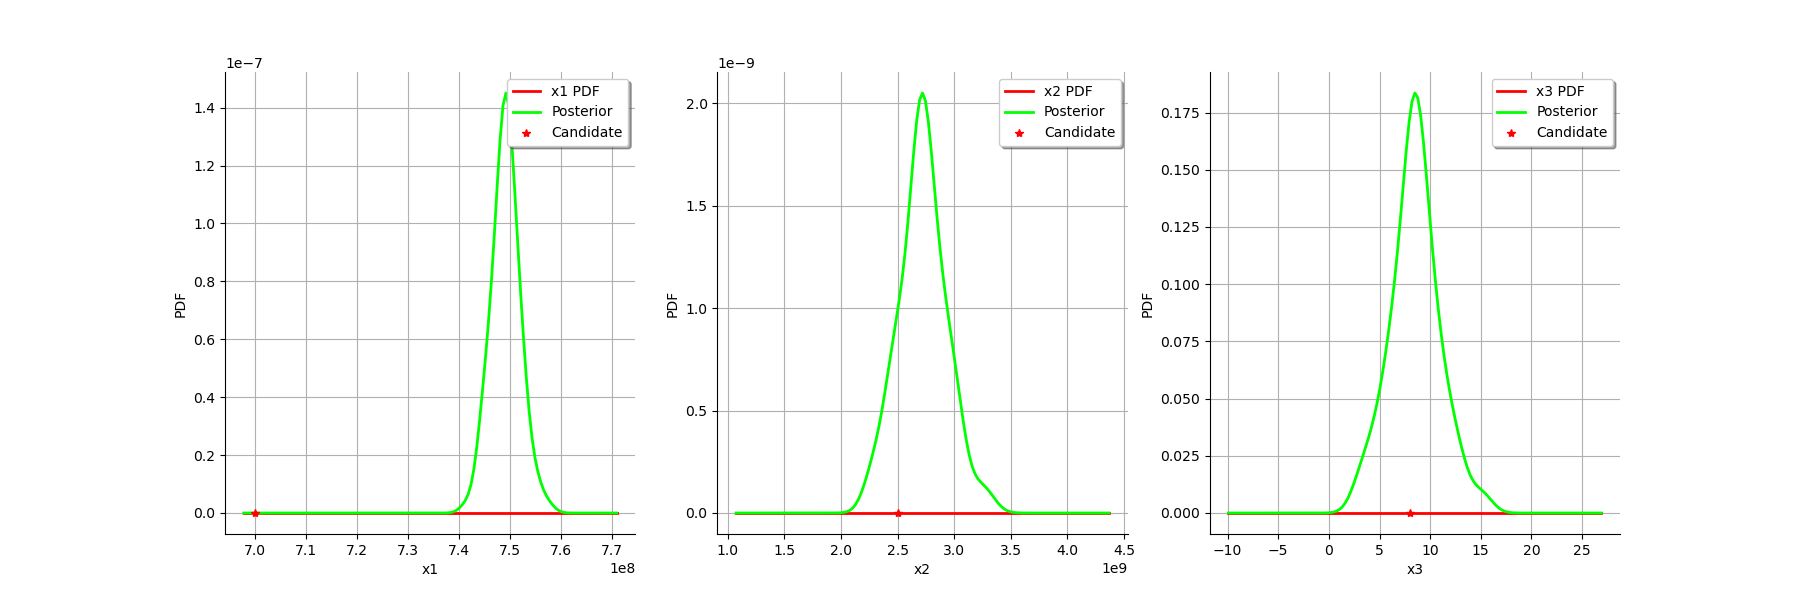 1e−7
1.4
1.2
1.0
0.8
0.6
0.4
0.2
0.0
PDF
7.0 7.1 7.2 7.3 7.4 7.5 7.6 7.7
x1
1e8
x1 PDF
Posterior
Candidate
1e−9
2.0
1.5
1.0
0.5
0.0
PDF
1.0 1.5 2.0 2.5 3.0 3.5 4.0 4.5
x2
1e9
x2 PDF
Posterior
Candidate
0.175
0.150
0.125
0.100
0.075
0.050
0.025
0.000
PDF
−10 −5 0 5 10 15 20 25
x3
x3 PDF
Posterior
Candidate